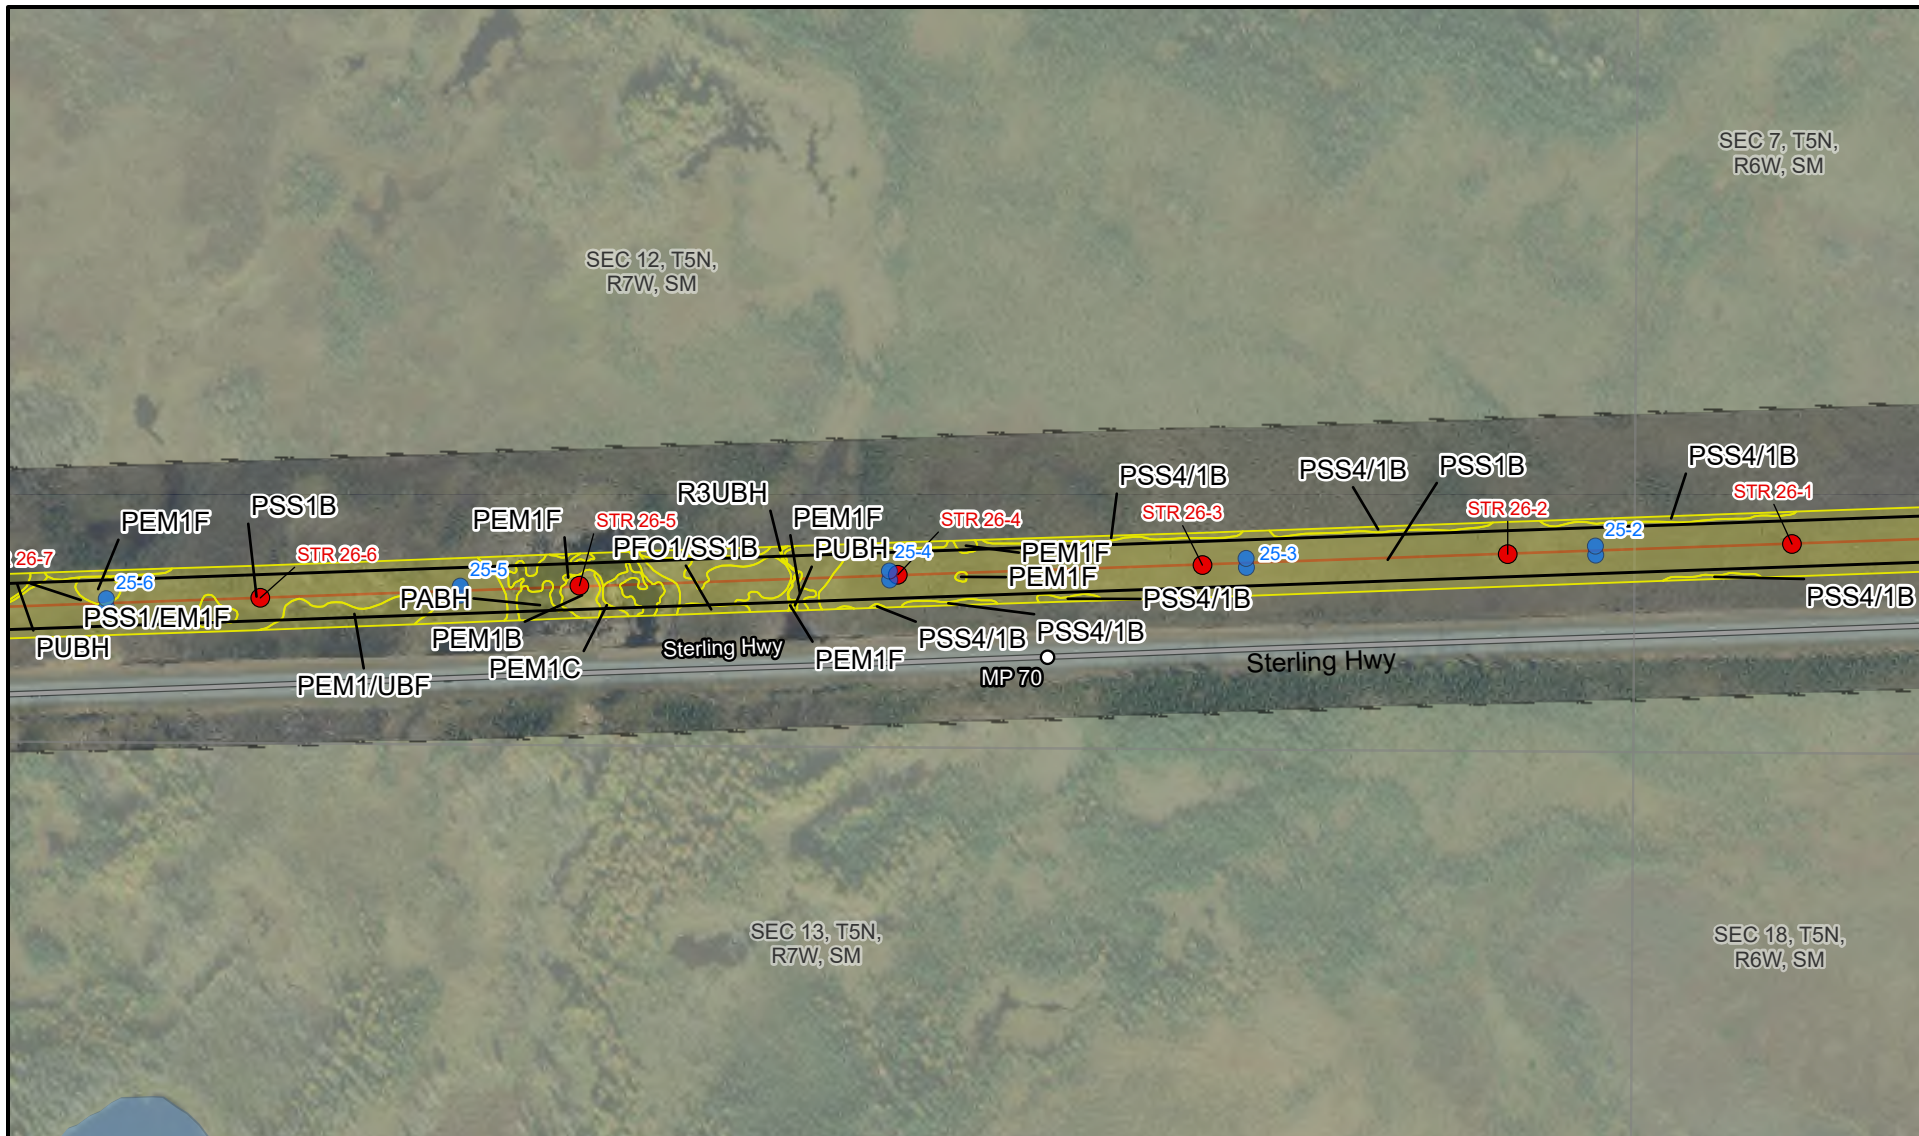 SEC 7, T5N,
R6W, SM
SEC 12, T5N,
R7W, SM
PSS4/1B
PSS4/1B
PSS1B
PSS4/1B
R3UBH
STR 26-1
PSS1B
STR 26-2
STR 26-3
PEM1F
PEM1F
STR 26-5
PEM1F
STR 26-4
25-2
PFO1/SS1B
PUBH
25-4
PEM1F
25-3
26-7
STR 26-6
25-5
PEM1F
25-6
PABH
PSS4/1B
PSS4/1B
PSS1/EM1F
PEM1B
PSS4/1B
PSS4/1B
PUBH
Sterling Hwy
PEM1F
PEM1C
Sterling Hwy
PEM1/UBF
MP 70
SEC 13, T5N,
R7W, SM
SEC 18, T5N,
R6W, SM